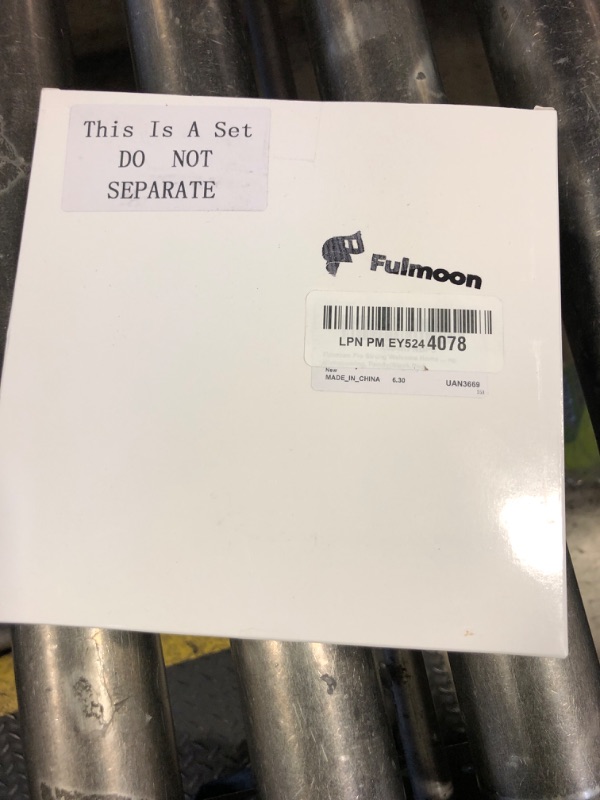 This Is A Set
DO NOT
SEPARATE
Fulmoon
LPN PM EY524 4078
New
MADE_IN_CHINA 6.30 UAN3669